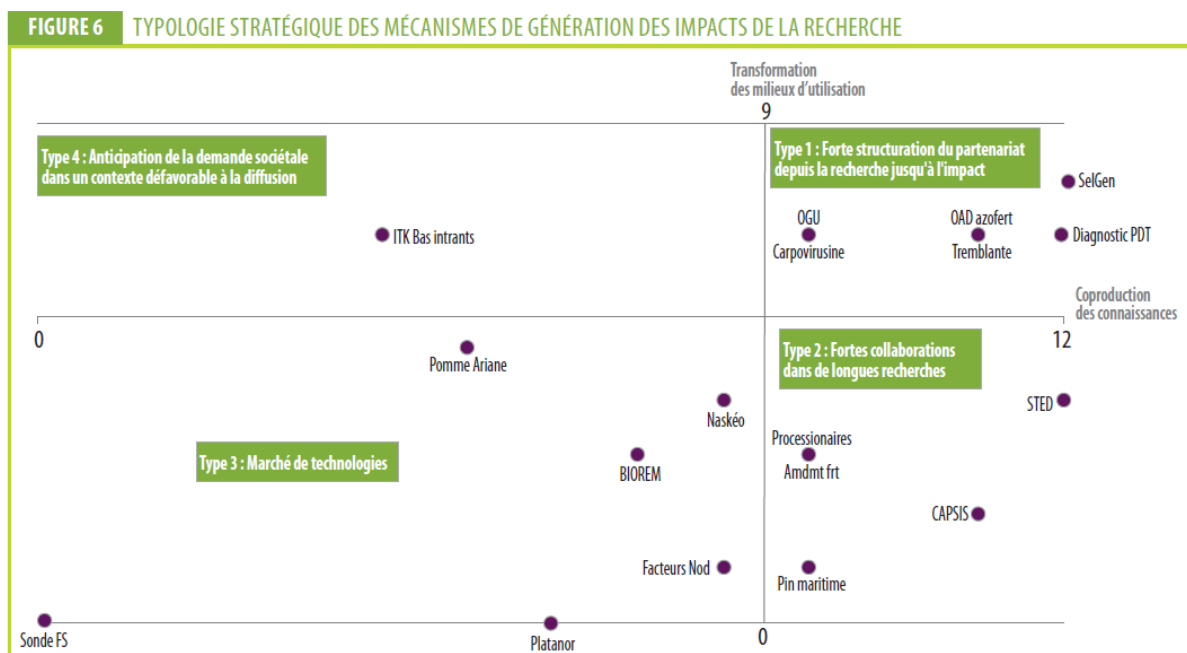 FIGURE 6 TYPOLOGIE STRATÉGIQUE DES MÉCANISMES DE GÉNÉRATION DES IMPACTS DE LA RECHERCHE
Transformation
des milieux d'utilisation
9
Type 4 : Anticipation de la demande sociétale
dans un contexte défavorable à la diffusion
Type 1 : Forte structuration du partenariat
depuis la recherche jusqu'à l'impact
SelGen
ITK Bas intrants
OGU
Carpovirusine
OAD azofert
Tremblante
Diagnostic PDT
Coproduction
des connaissances
0
12
Pomme Ariane
Type 2 : Fortes collaborations
dans de longues recherches
Naskéo
STED
Type 3 : Marché de technologies
BIOREM
Processionaires
Amdmt frt
CAPSIS
Facteurs Nod
Pin maritime
Sonde FS
Platanor
0